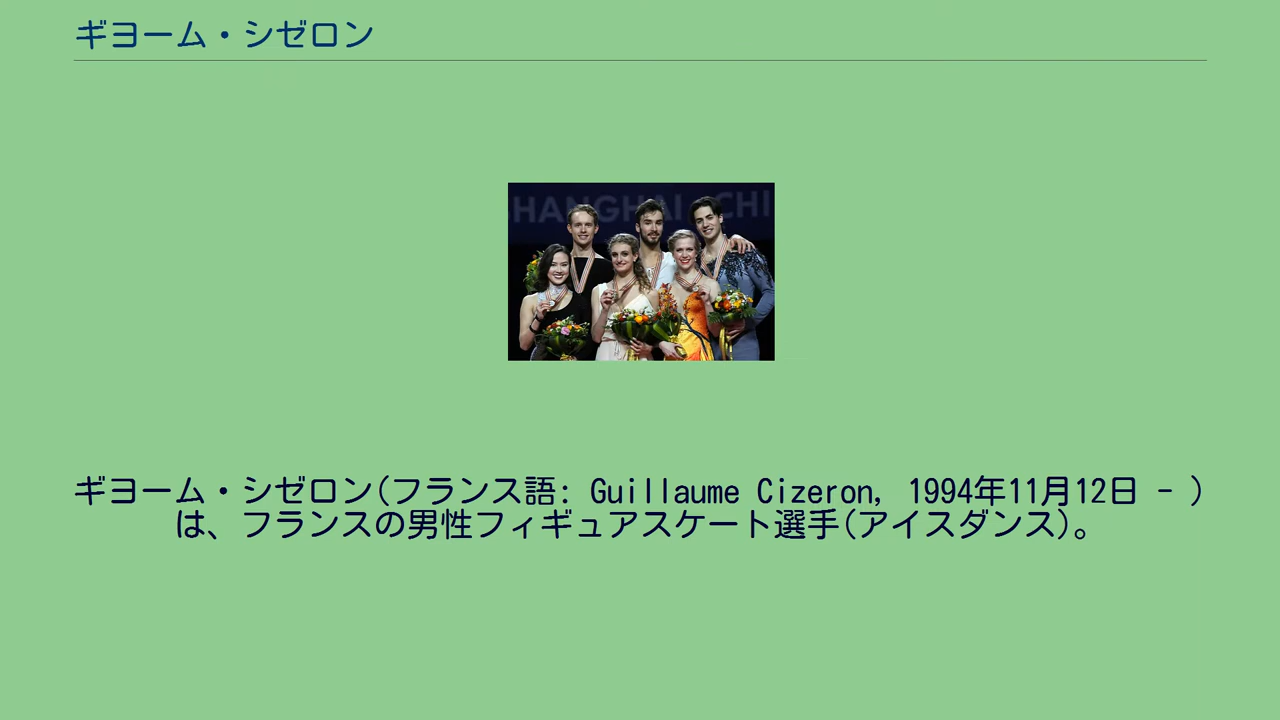 ギヨーム・シゼロン
SHANGHAI CHI
ギヨーム・シゼロン(フランス語: Guillaume Cizeron, 1994年11月12日 - )
は、フランスの男性フィギュアスケート選手(アイスダンス)。